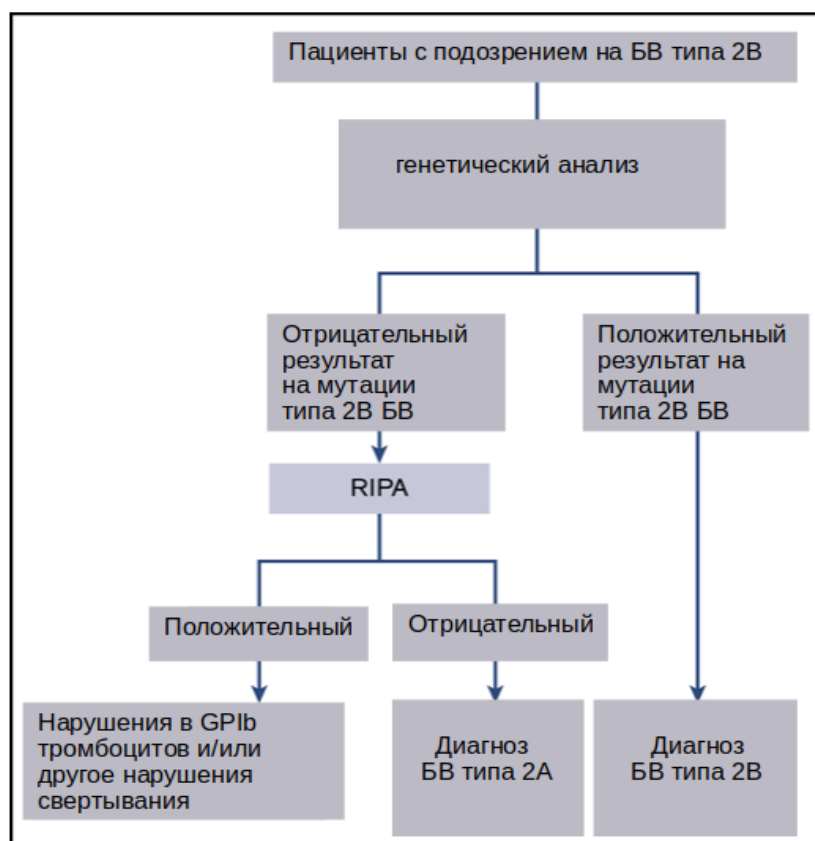 Пациенты с подозрением на БВ типа 2В
генетический анализ
Отрицательный
результат
на мутации
типа 2В БВ
Положительный
результат на
мутации
типа 2В БВ
RIPA
Положительный
Отрицательный
Нарушения в GPIb
тромбоцитов и/или
другое нарушения
свертывания
Диагноз
БВ типа 2А
Диагноз
БВ типа 2В